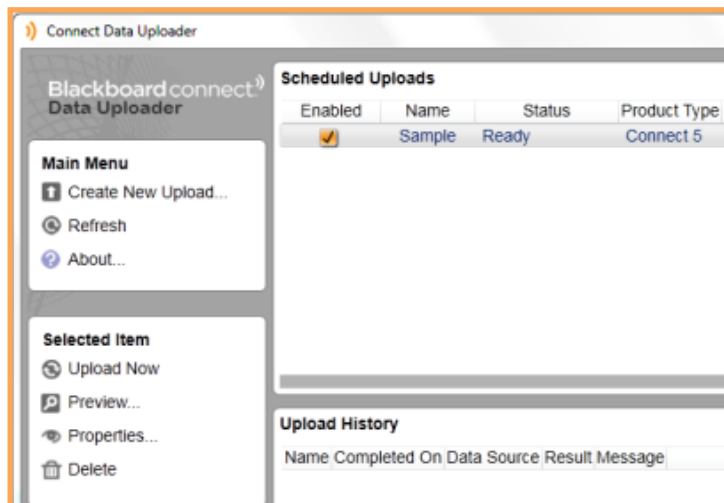 Connect Data Uploader
Blackboard connect
Data Uploader
Main Menu
Create New Upload...
Refresh
About...
Selected Item
Upload Now
Preview...
Properties...
Delete
Scheduled Uploads
Enabled Name Status Product Type
Sample Ready Connect 5
Upload History
Name Completed On Data Source Result Message